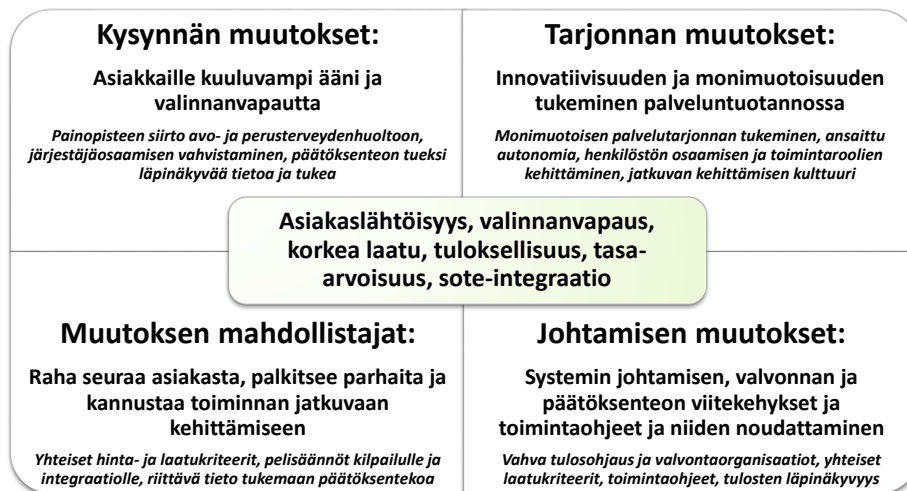 Kysynnän muutokset:
Asiakkaille kuuluvampi ääni ja
valinnanvapautta
Painopisteen siirto avo- ja perusterveydenhuoltoon,
järjestäjäosaamisen vahvistaminen, päätöksenteon tueksi
läpinäkyvää tietoa ja tukea
Tarjonnan muutokset:
Innovatiivisuuden ja monimuotoisuuden
tukeminen palveluntuotannossa
Monimuotoisen palvelutarjonnan tukeminen, ansaittu
autonomia, henkilöstön osaamisen ja toimintaroolien
kehittäminen, jatkuvan kehittämisen kulttuuri
Asiakaslähtöisyys, valinnanvapaus,
korkea laatu, tuloksellisuus, tasa-
arvoisuus, sote-integraatio
Muutoksen mahdollistajat:
Raha seuraa asiakasta, palkitsee parhaita ja
kannustaa toiminnan jatkuvaan
kehittämiseen
Yhteiset hinta- ja laatukriteerit, pelisäännöt kilpailulle ja
integraatiolle, riittävä tieto tukemaan päätöksentekoa
Johtamisen muutokset:
Systemin johtamisen, valvonnan ja
päätöksenteon viitekehykset ja
toimintaohjeet ja niiden noudattaminen
Vahva tulosohjaus ja valvontaorganisaatiot, yhteiset
laatukriteerit, toimintaohjeet, tulosten läpinäkyvyys